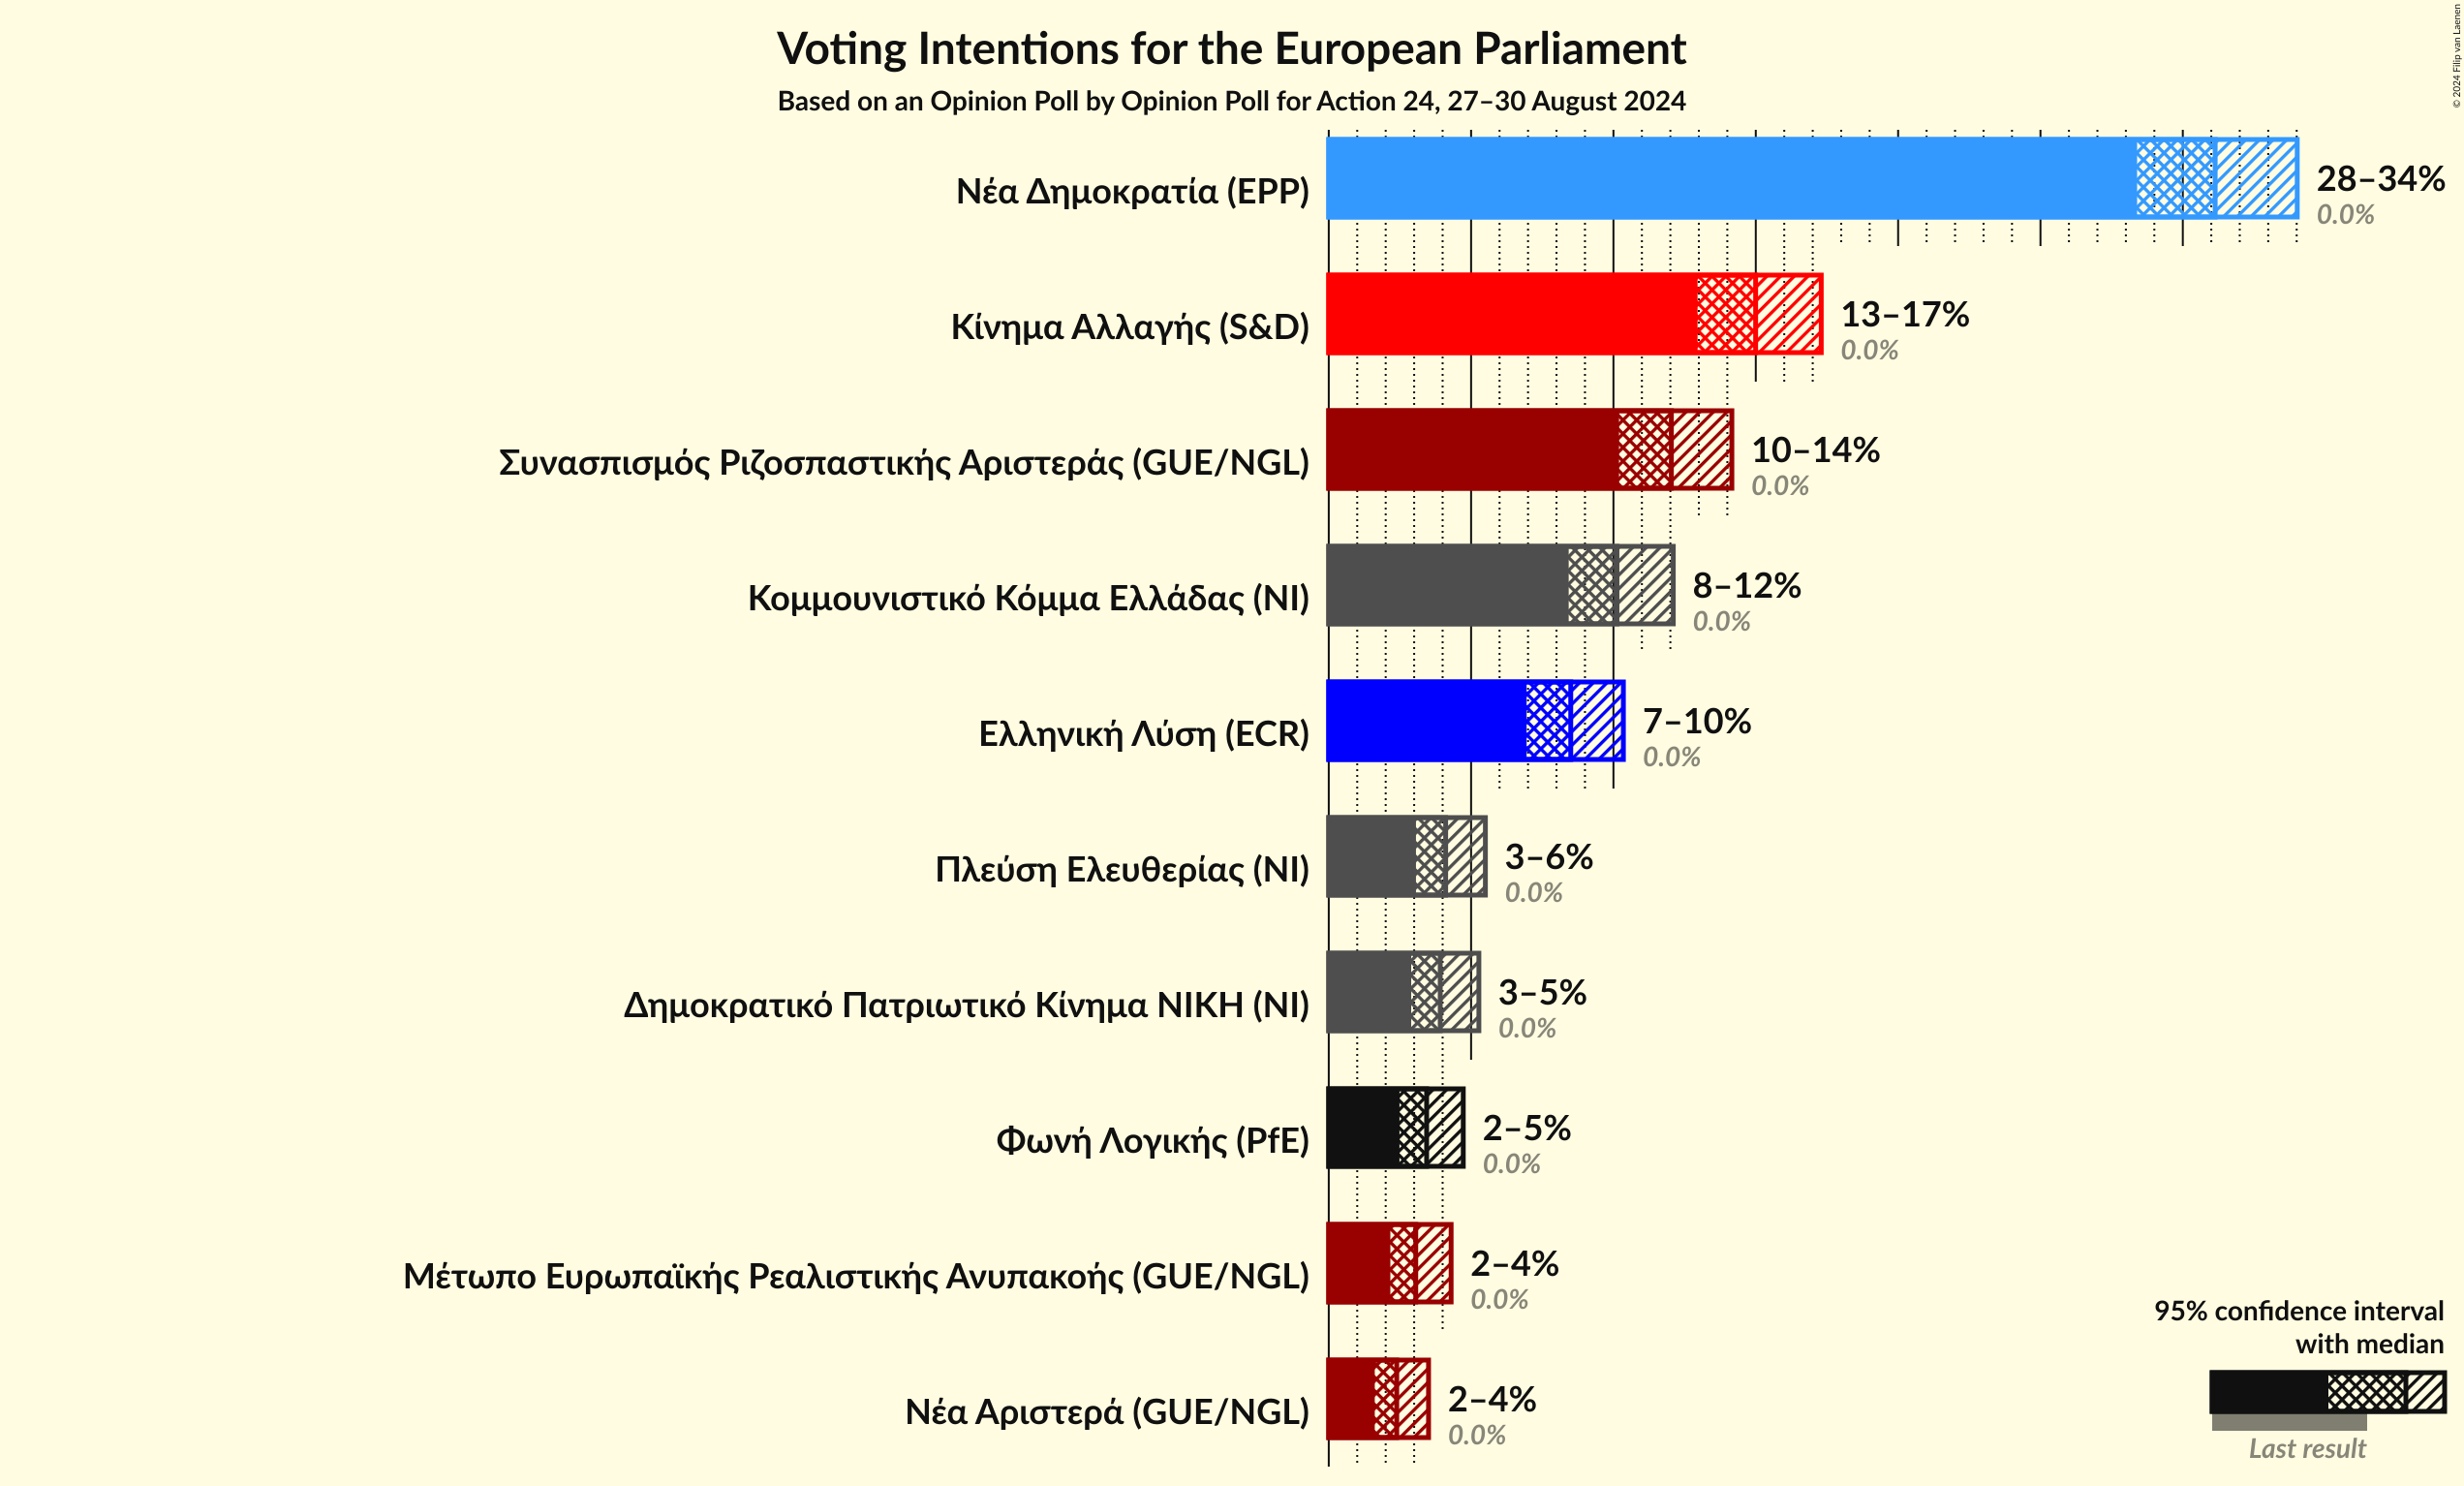 Voting Intentions for the European Parliament
Based on an Opinion Poll by Opinion Poll for Action 24, 27–30 August 2024
© 2024 Filip van Laenen
Νέα Δημοκρατία (EPP)
28–34%
0.0%
Κίνημα Αλλαγής (S&D)
13–17%
0.0%
Συνασπισμός Ριζοσπαστικής Αριστεράς (GUE/NGL)
10–14%
0.0%
Κομμουνιστικό Κόμμα Ελλάδας (NI)
8–12%
0.0%
Ελληνική Λύση (ECR)
7–10%
0.0%
Πλεύση Ελευθερίας (NI)
3–6%
0.0%
Δημοκρατικό Πατριωτικό Κίνημα ΝΙΚΗ (NI)
3–5%
0.0%
Φωνή Λογικής (PfE)
2–5%
0.0%
Μέτωπο Ευρωπαϊκής Ρεαλιστικής Ανυπακοής (GUE/NGL)
2–4%
0.0%
Νέα Αριστερά (GUE/NGL)
2–4%
0.0%
95% confidence interval
with median
Last result